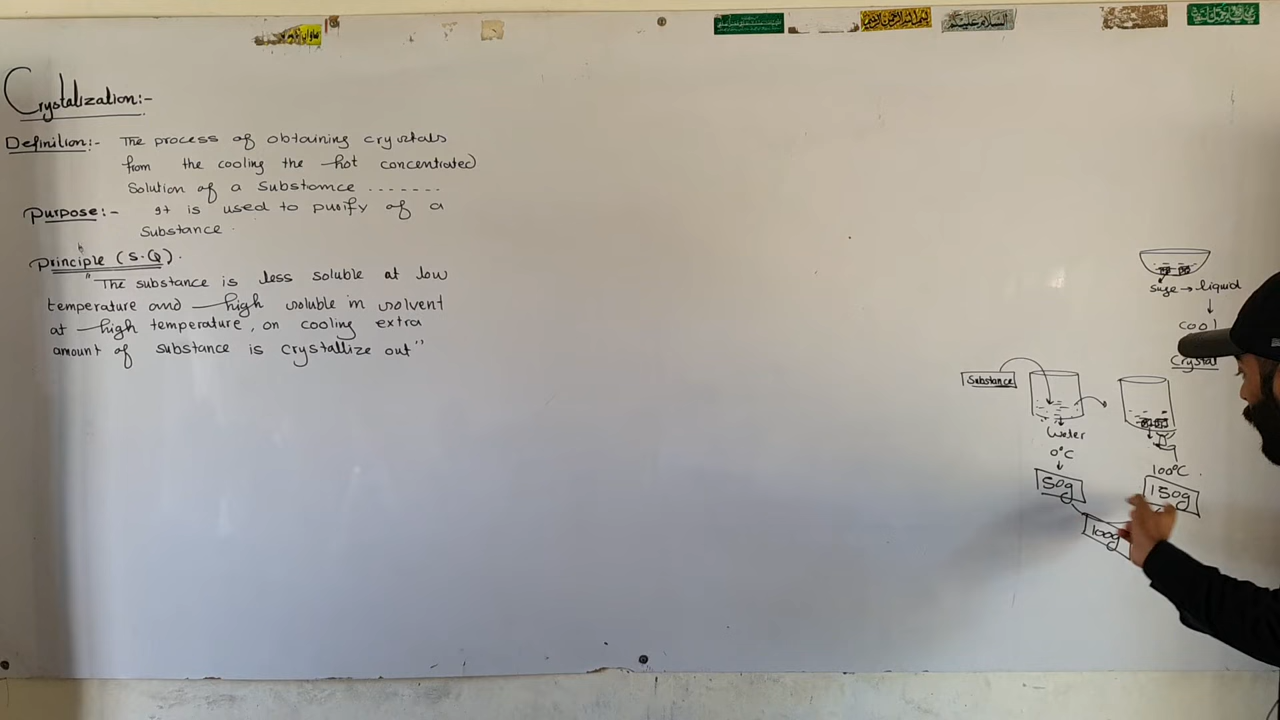 السلام علیکم
Crystalization:-
Definition:- The process of obtaining crystals
from the cooling the hot concentrated
Solution of a Substance .......
Purpose:- It is used to purify of a
Substance.
Principle (S.Q).
"The substance is less soluble at low
temperature and high soluble in solvent
at high temperature, on cooling extra
amount of substance is crystallize out"
liquid
cool
Crystal
Substance
Water
0°C
100°C
50g
150g
100g